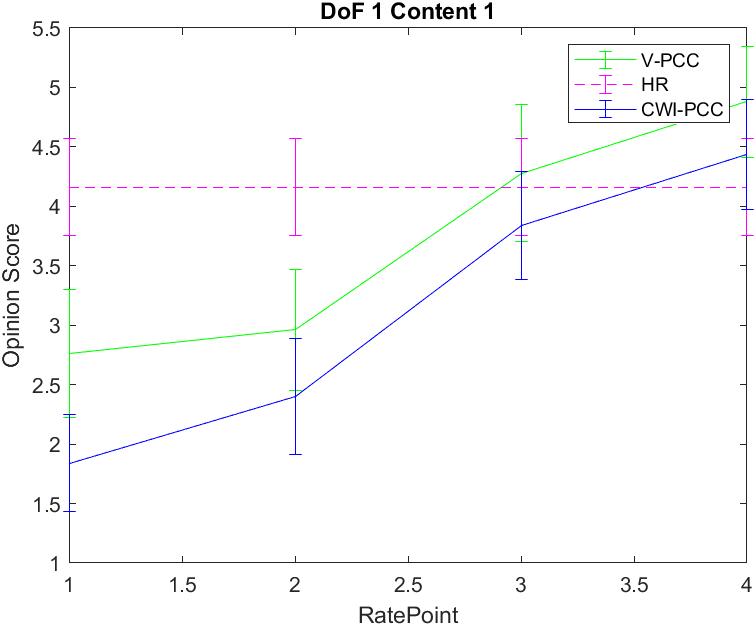 DoF 1 Content 1
5.5
5
4.5
4
3.5
3
2.5
2
1.5
1
Opinion Score
V-PCC
HR
CWI-PCC
1 1.5 2 2.5 3 3.5 4
RatePoint